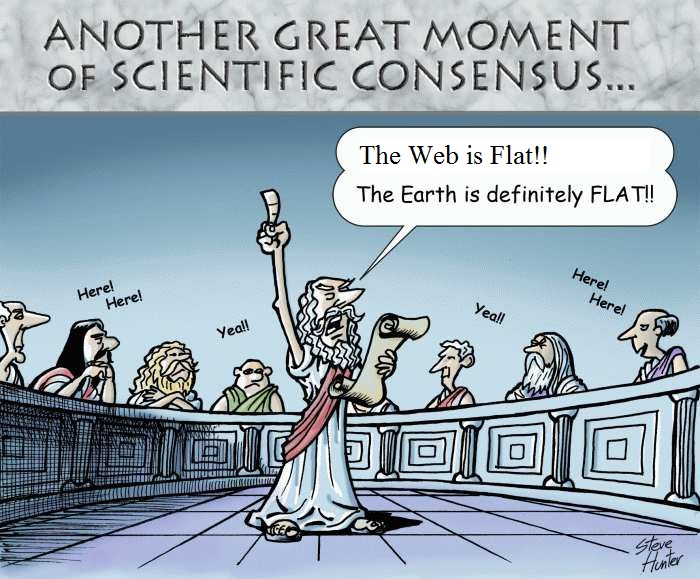 ANOTHER GREAT MOMENT
OF SCIENTIFIC CONSENSUS...
The Web is Flat!!
The Earth is definitely FLAT!!
Here!
Here!
Yea!!
Yea!!
Here!
Here!
Steve
Hunter